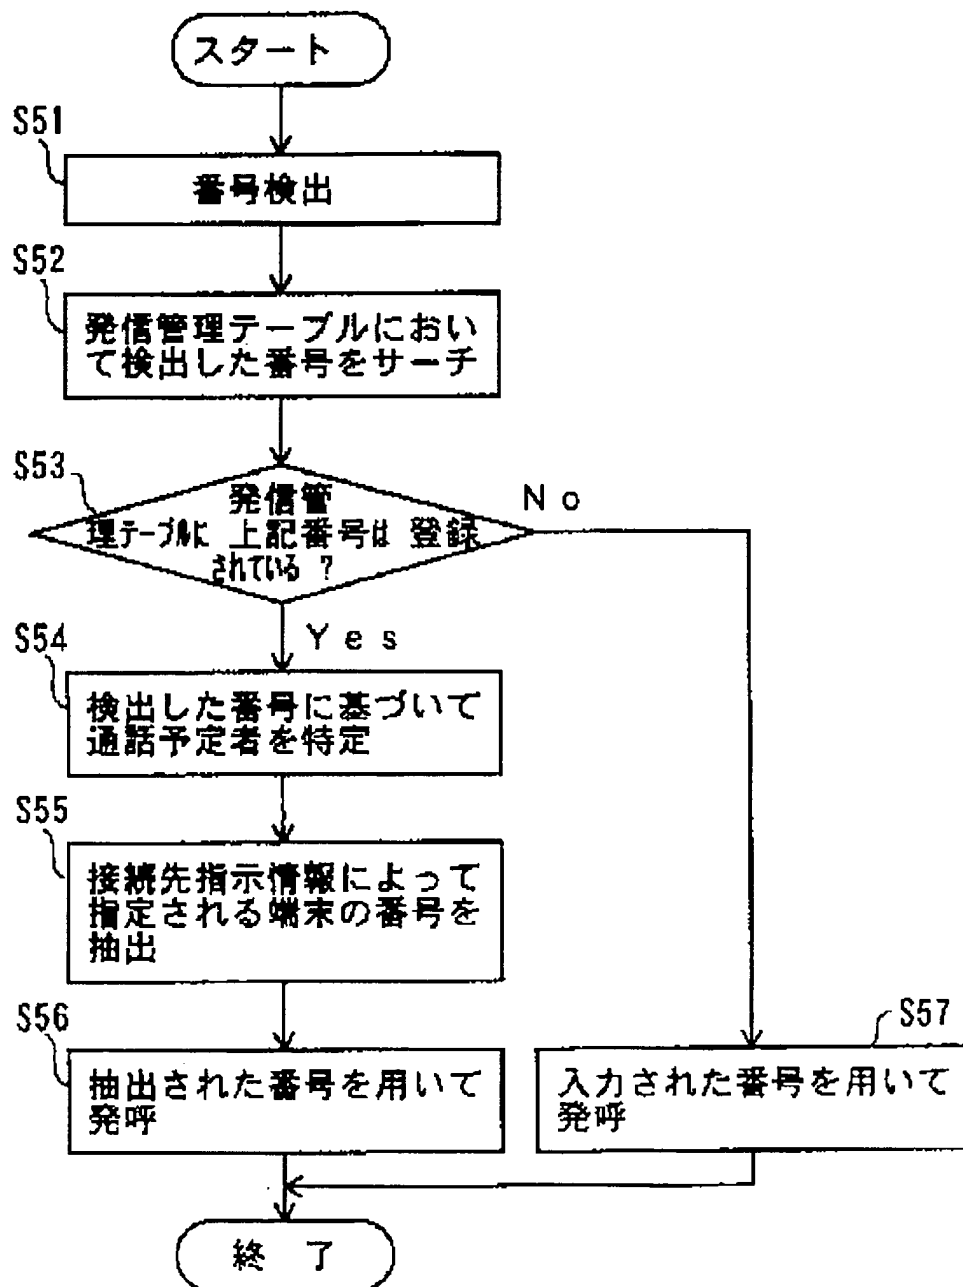 スタート
S51
番号検出
S52
発信管理テーブルにおい
て検出した番号をサーチ
S53
発信管
理テーブルに 上記番号は 登録
されている ?
No
Yes
S54
検出した番号に基づいて
通話予定者を特定
S55
接続先指示情報によって
指定される端末の番号を
抽出
S56
抽出された番号を用いて
発呼
S57
入力された番号を用いて
発呼
終 了